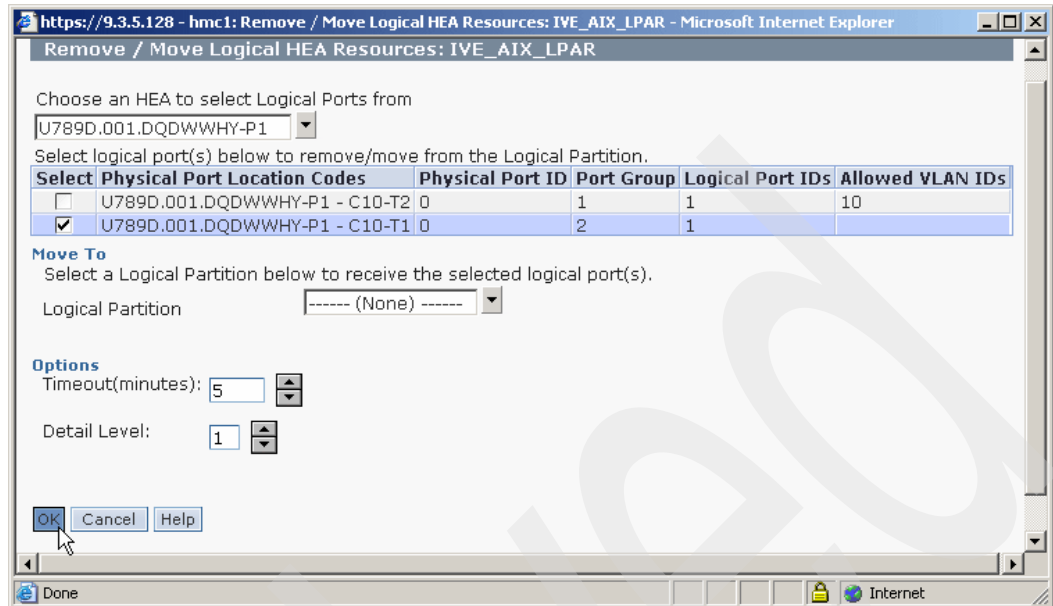 https://9.3.5.128 - hmc1: Remove / Move Logical HEA Resources: IVE_AIX_LPAR - Microsoft Internet Explorer
Remove / Move Logical HEA Resources: IVE_AIX_LPAR
Choose an HEA to select Logical Ports from
U789D.001.DQDWWHY-P1
Select logical port(s) below to remove/move from the Logical Partition.
Select Physical Port Location Codes Physical Port ID Port Group Logical Port IDs Allowed VLAN IDs
U789D.001.DQDWWHY-P1 - C10-T2 0 1 1 10
U789D.001.DQDWWHY-P1 - C10-T1 0 2 1
Move To
Select a Logical Partition below to receive the selected logical port(s).
Logical Partition ------ (None) ------
Options
Timeout(minutes): 5
Detail Level: 1
OK Cancel Help
Done Internet